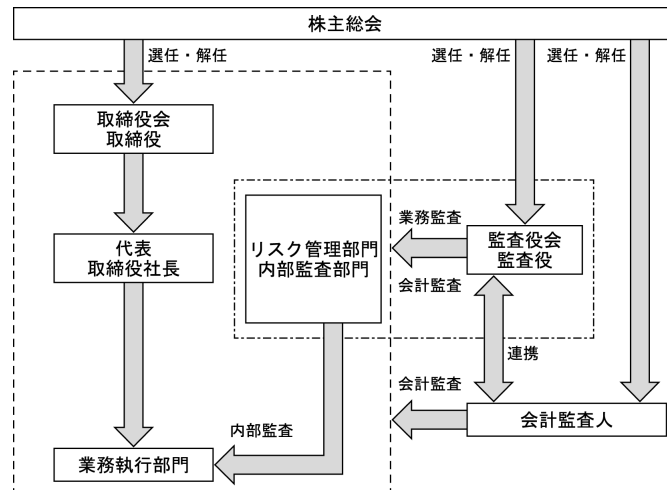 株主総会
選任・解任
選任・解任
選任・解任
取締役会
取締役
代表
取締役社長
リスク管理部門
内部監査部門
業務監査
会計監査
監査役会
監査役
連携
会計監査
会計監査人
内部監査
業務執行部門